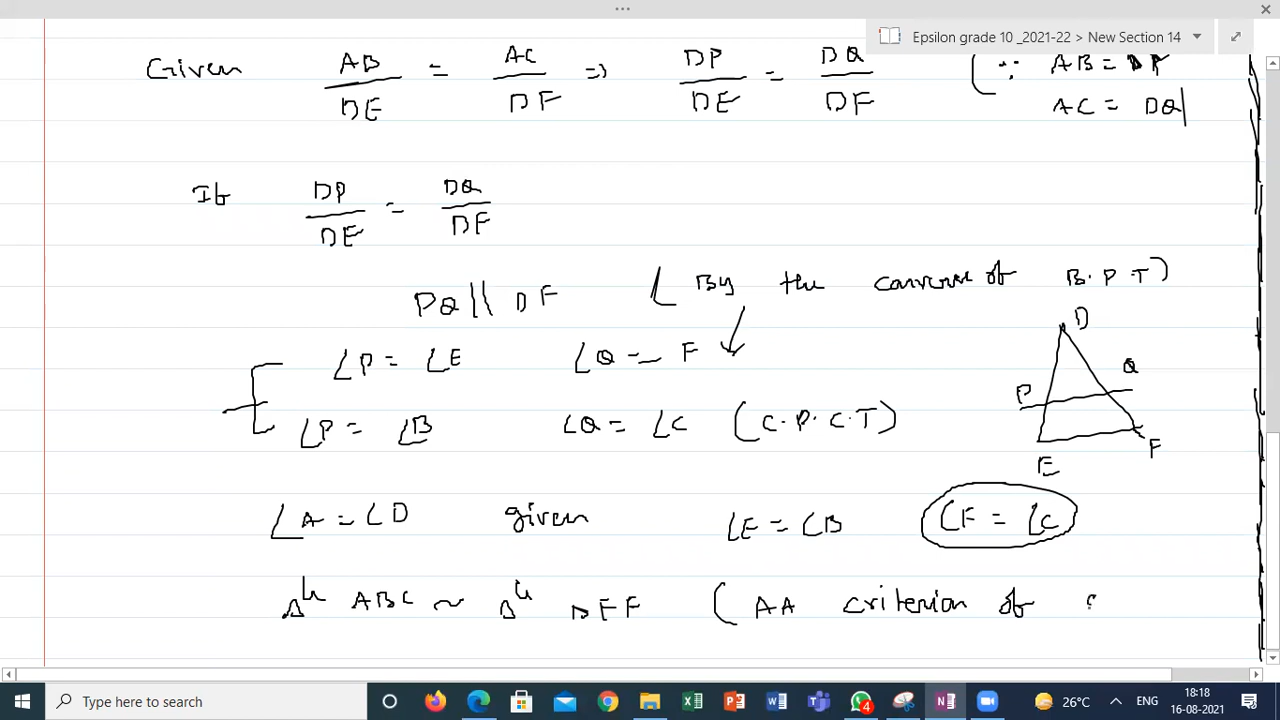 Epsilon grade 10 _2021-22 > New Section 14
Given AB/DE = AC/DF => DP/DE = DQ/DF (∵ AB = DP
AC = DQ
If DP/DE = DQ/DF
PQ || DF ( By the converse of B.P.T)
D
∠P = ∠E ∠Q = F
Q
P
∠P = ∠B ∠Q = ∠C (C.P.C.T)
F
E
∠A = ∠D given ∠E = ∠B ∠F = ∠C
Δle ABC ~ Δle DEF ( AA criterion of
Type here to search
4
26°C
ENG
18:18
16-08-2021